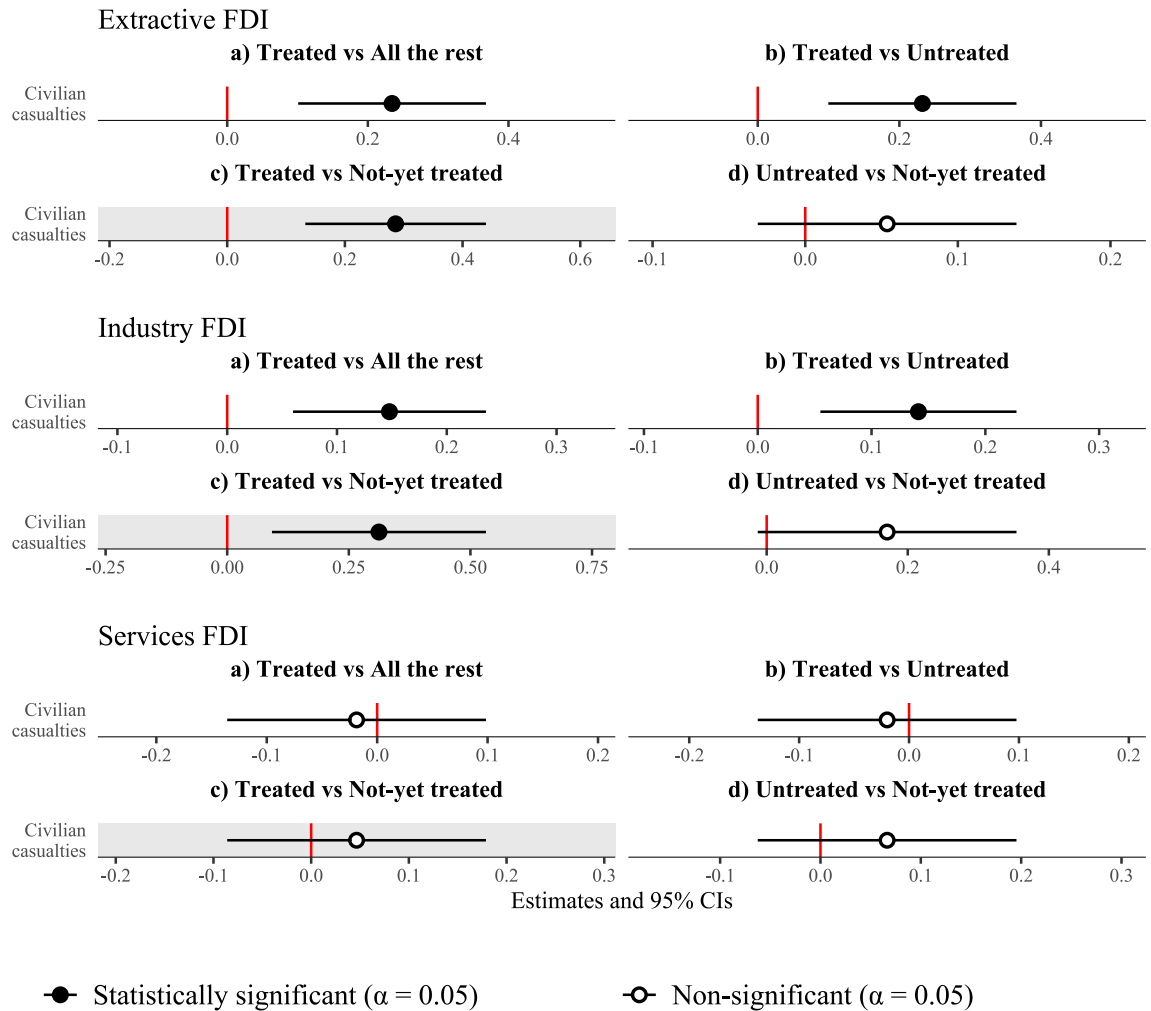 Extractive FDI
a) Treated vs All the rest
b) Treated vs Untreated
Civilian
casualties
0.0 0.2 0.4
0.0 0.2 0.4
c) Treated vs Not-yet treated
d) Untreated vs Not-yet treated
Civilian
casualties
-0.2 0.0 0.2 0.4 0.6
-0.1 0.0 0.1 0.2
Industry FDI
a) Treated vs All the rest
b) Treated vs Untreated
Civilian
casualties
-0.1 0.0 0.1 0.2 0.3
-0.1 0.0 0.1 0.2 0.3
c) Treated vs Not-yet treated
d) Untreated vs Not-yet treated
Civilian
casualties
-0.25 0.00 0.25 0.50 0.75
0.0 0.2 0.4
Services FDI
a) Treated vs All the rest
b) Treated vs Untreated
Civilian
casualties
-0.2 -0.1 0.0 0.1 0.2
-0.2 -0.1 0.0 0.1 0.2
c) Treated vs Not-yet treated
d) Untreated vs Not-yet treated
Civilian
casualties
-0.2 -0.1 0.0 0.1 0.2 0.3
-0.1 0.0 0.1 0.2 0.3
Estimates and 95% CIs
Statistically significant (α = 0.05)
Non-significant (α = 0.05)